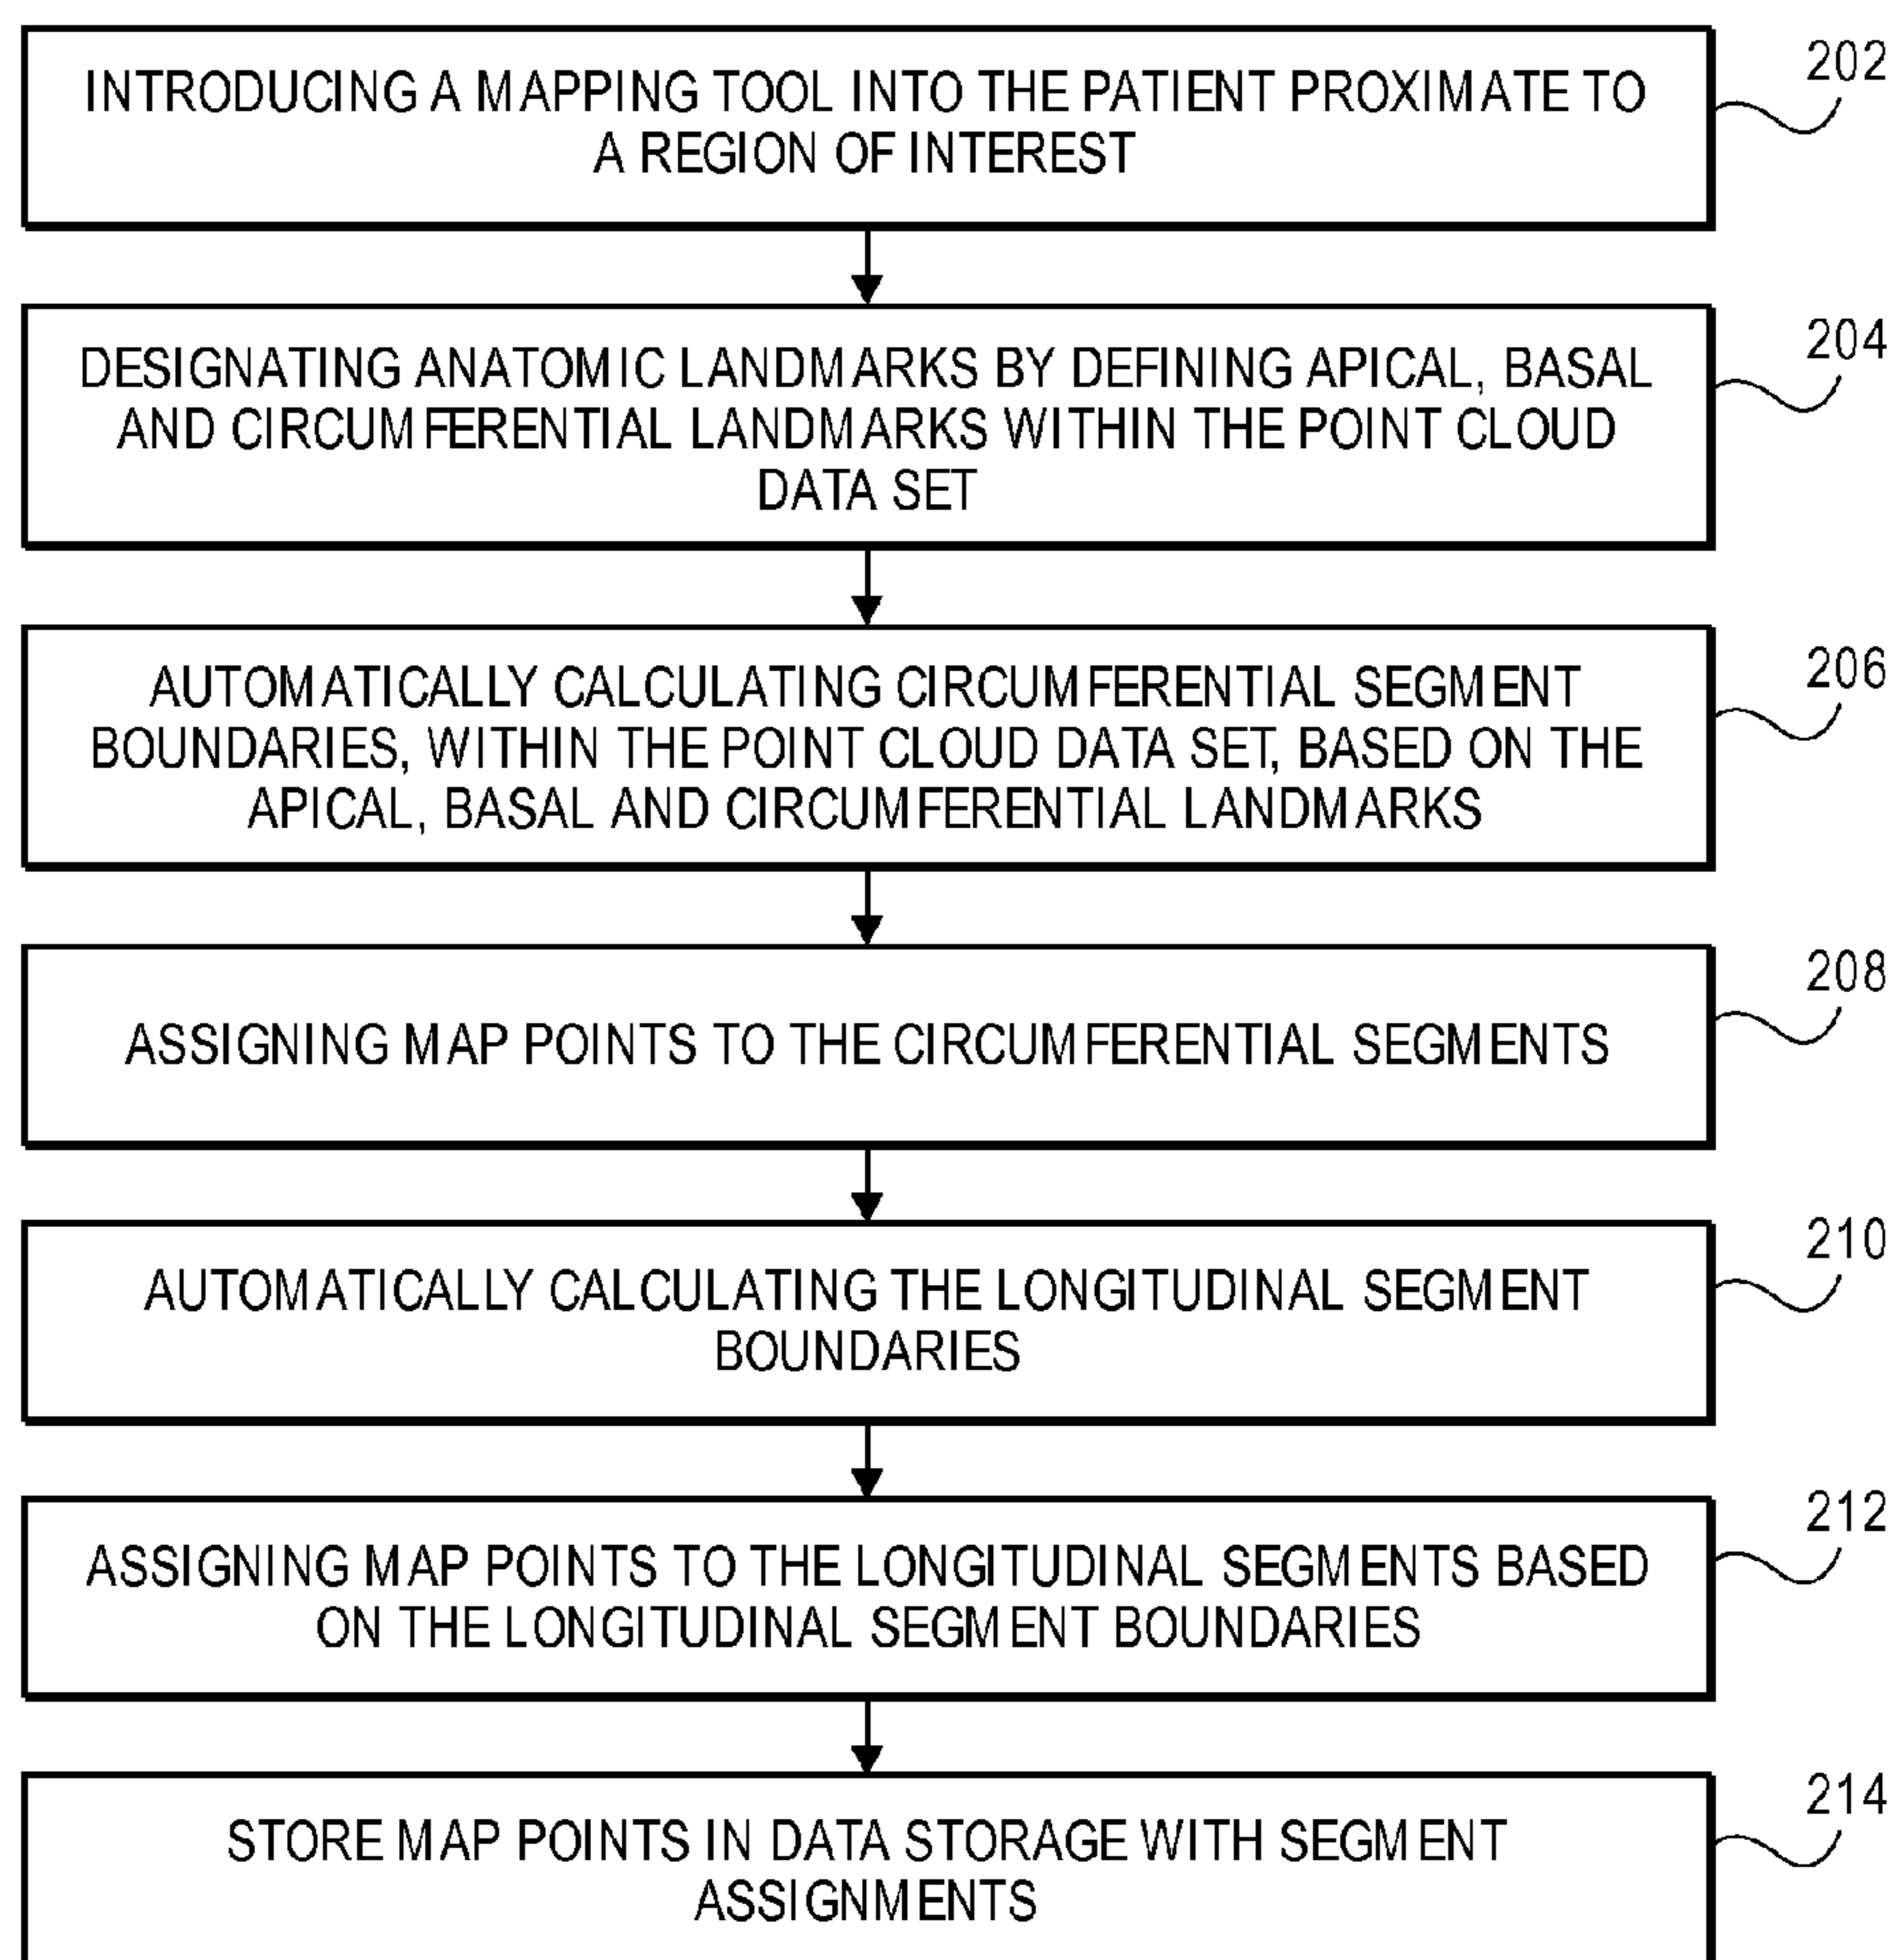 INTRODUCING A MAPPING TOOL INTO THE PATIENT PROXIMATE TO
A REGION OF INTEREST
202
DESIGNATING ANATOMIC LANDMARKS BY DEFINING APICAL, BASAL
AND CIRCUMFERENTIAL LANDMARKS WITHIN THE POINT CLOUD
DATA SET
204
AUTOMATICALLY CALCULATING CIRCUMFERENTIAL SEGMENT
BOUNDARIES, WITHIN THE POINT CLOUD DATA SET, BASED ON THE
APICAL, BASAL AND CIRCUMFERENTIAL LANDMARKS
206
ASSIGNING MAP POINTS TO THE CIRCUMFERENTIAL SEGMENTS
208
AUTOMATICALLY CALCULATING THE LONGITUDINAL SEGMENT
BOUNDARIES
210
ASSIGNING MAP POINTS TO THE LONGITUDINAL SEGMENTS BASED
ON THE LONGITUDINAL SEGMENT BOUNDARIES
212
STORE MAP POINTS IN DATA STORAGE WITH SEGMENT
ASSIGNMENTS
214